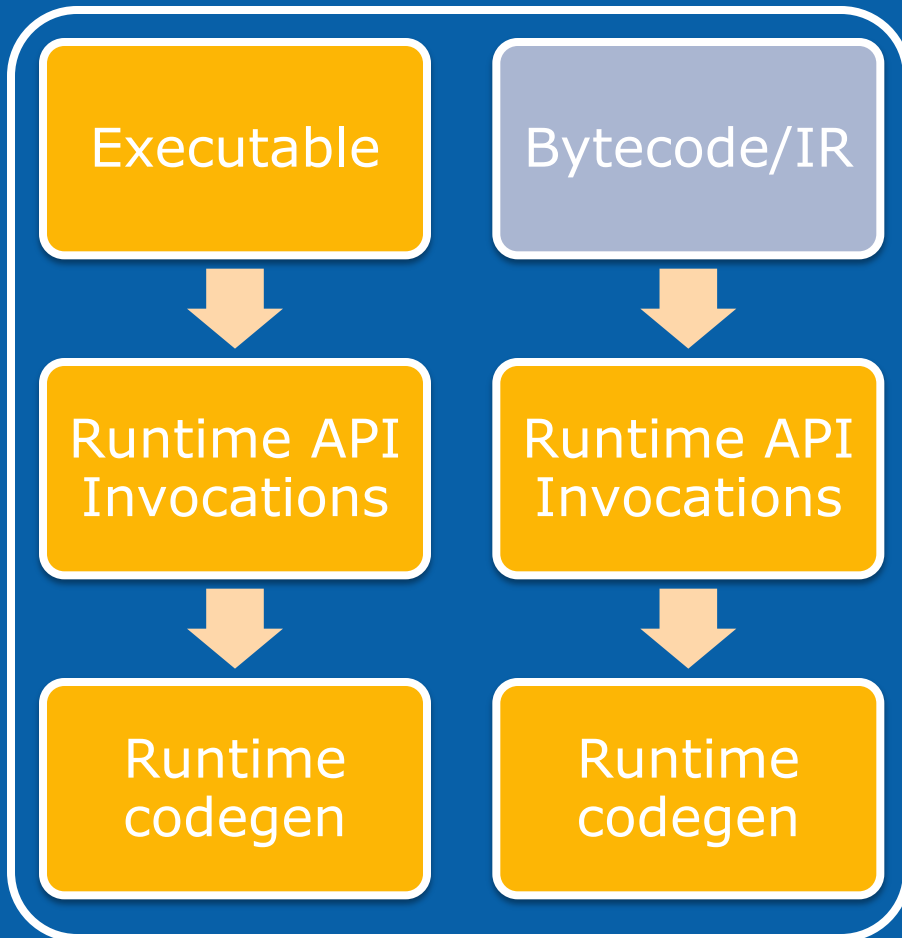 Executable
Runtime API
Invocations
Runtime
codegen
Bytecode/IR
Runtime API
Invocations
Runtime
codegen